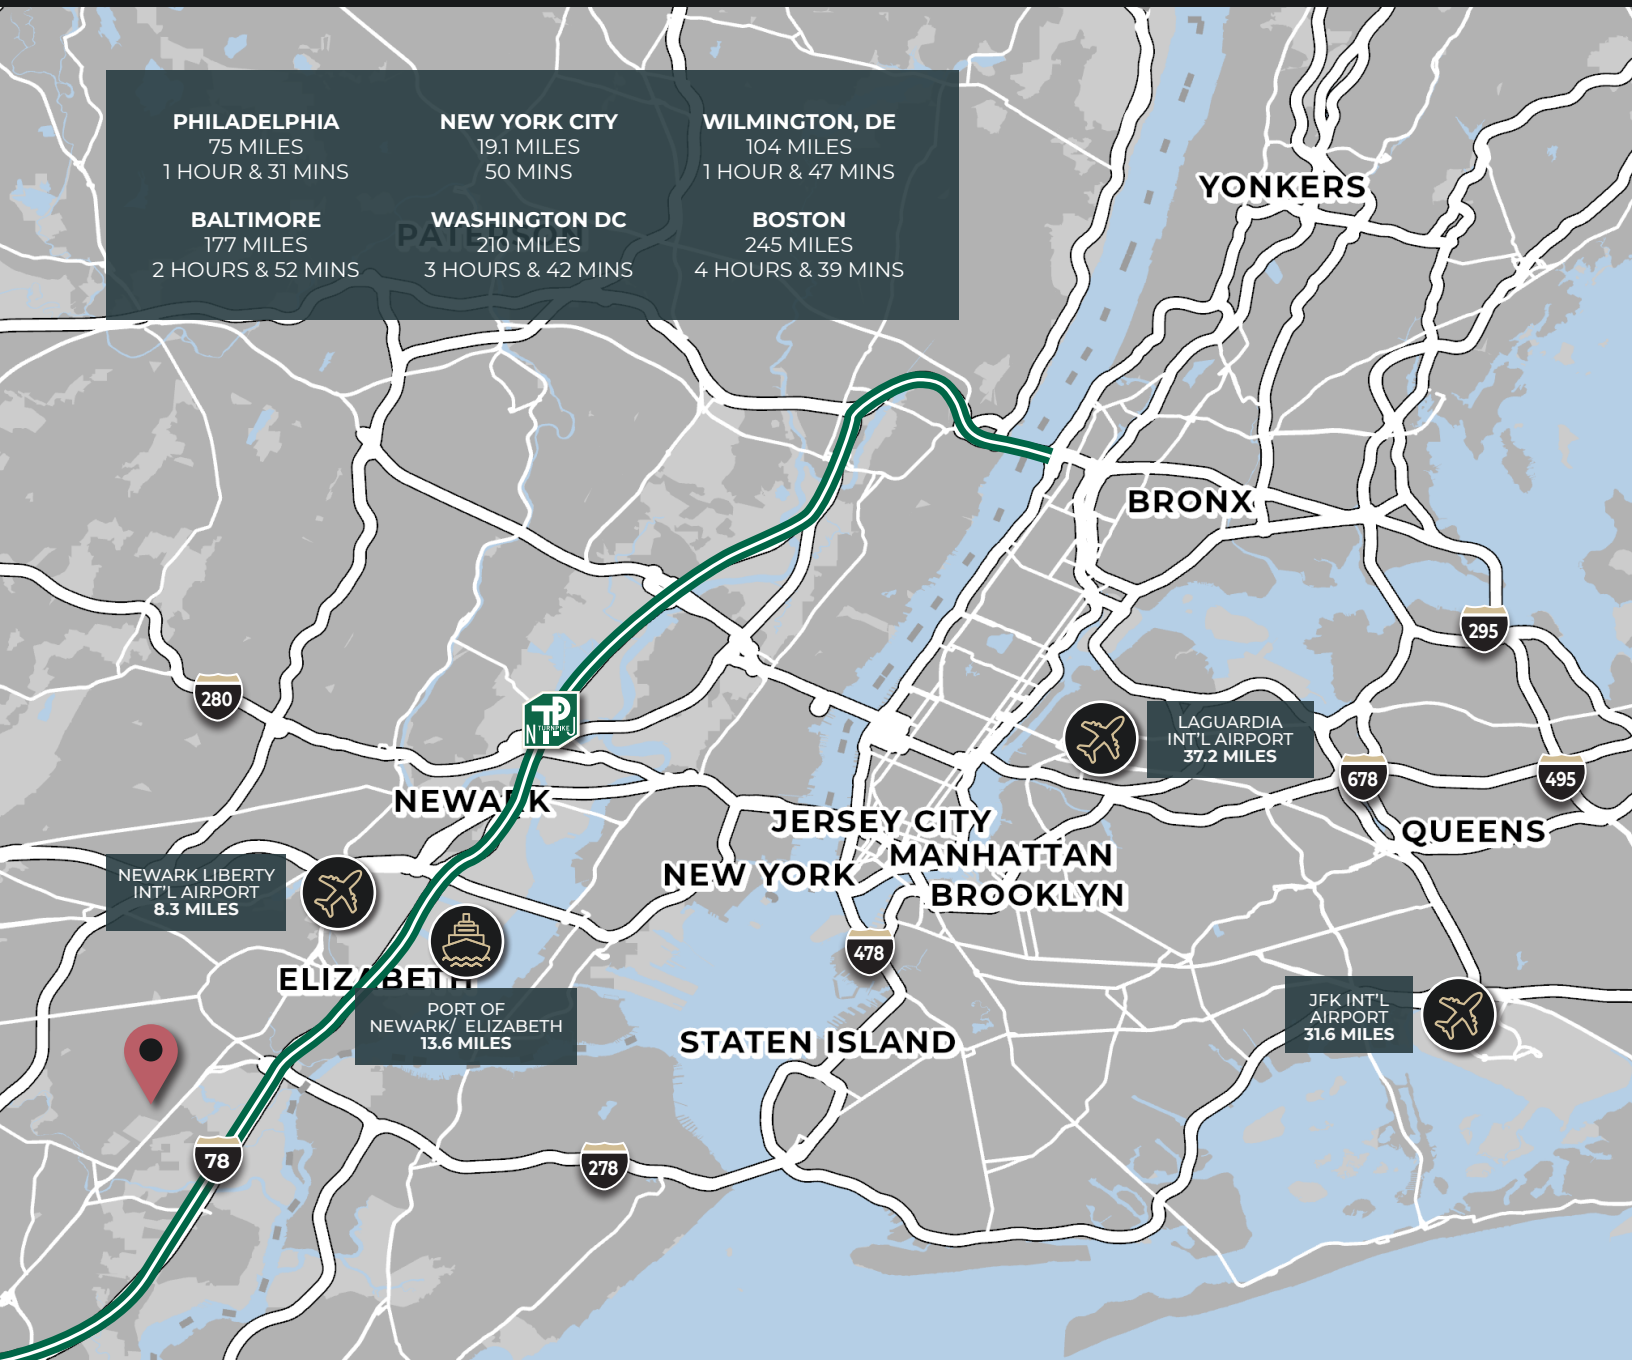 PHILADELPHIA
75 MILES
1 HOUR & 31 MINS
NEW YORK CITY
19.1 MILES
50 MINS
WILMINGTON, DE
104 MILES
1 HOUR & 47 MINS
BALTIMORE
177 MILES
2 HOURS & 52 MINS
WASHINGTON DC
210 MILES
3 HOURS & 42 MINS
BOSTON
245 MILES
4 HOURS & 39 MINS
PATERSON
YONKERS
BRONX
295
280
N TP J
TURNPIKE
LAGUARDIA
INT'L AIRPORT
37.2 MILES
678
495
NEWARK
JERSEY CITY
QUEENS
MANHATTAN
NEW YORK
BROOKLYN
NEWARK LIBERTY
INT'L AIRPORT
8.3 MILES
478
ELIZABETH
PORT OF
NEWARK/ ELIZABETH
13.6 MILES
JFK INT'L
AIRPORT
31.6 MILES
STATEN ISLAND
78
278